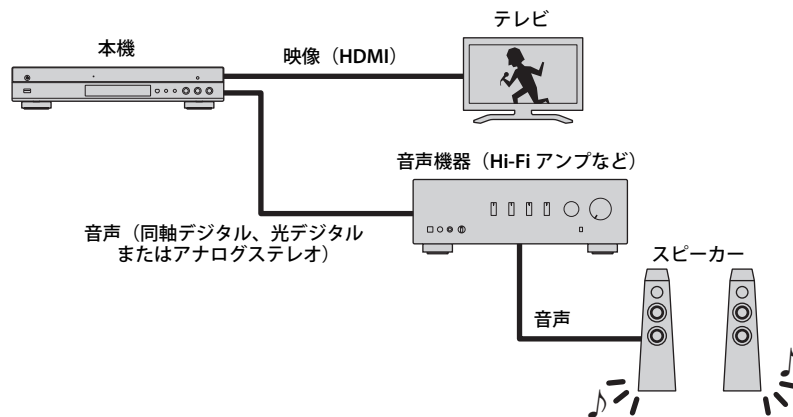 テレビ
本機
映像（HDMI）
音声機器（Hi-Fi アンプなど）
音声（同軸デジタル、光デジタル
またはアナログステレオ）
スピーカー
音声